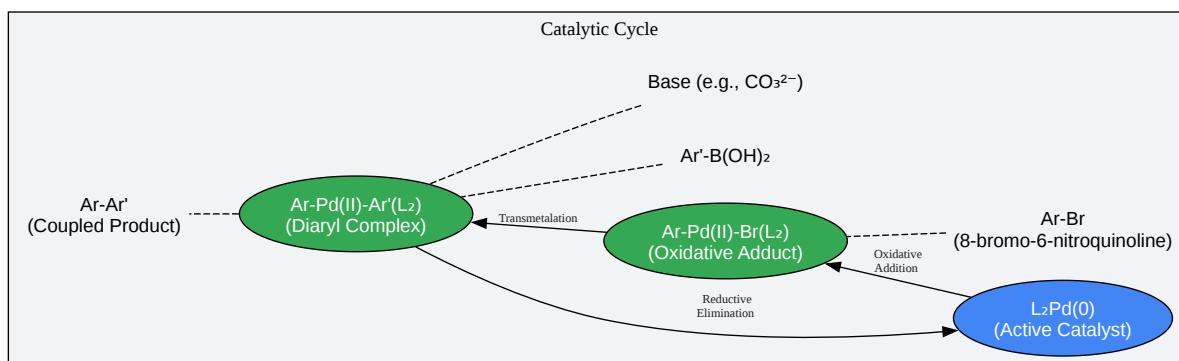 Catalytic Cycle
Base (e.g., CO₃²⁻)
Ar'-B(OH)₂
Ar-Ar'
(Coupled Product)
Ar-Pd(II)-Ar'(L₂)
(Diaryl Complex)
Transmetalation
Ar-Pd(II)-Br(L₂)
(Oxidative Adduct)
Ar-Br
(8-bromo-6-nitroquinoline)
Oxidative
Addition
Reductive
Elimination
L₂Pd(0)
(Active Catalyst)